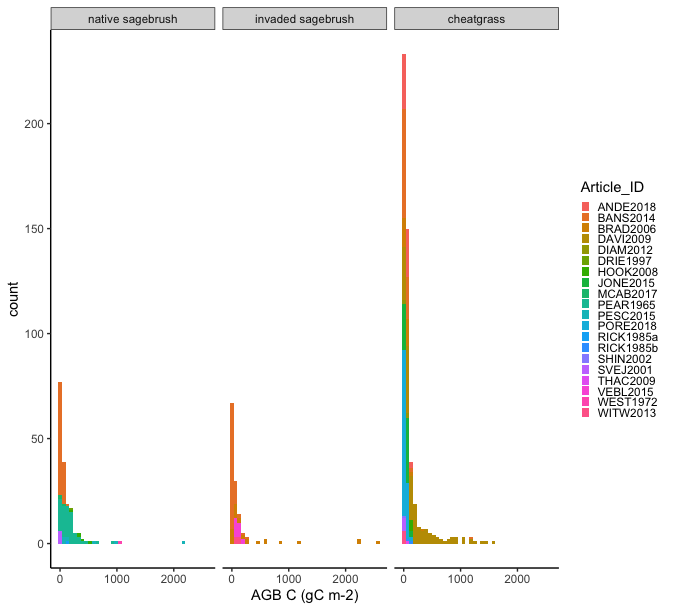 native sagebrush
invaded sagebrush
cheatgrass
count
200
150
100
50
0
0 1000 2000
0 1000 2000
0 1000 2000
AGB C (gC m-2)
Article_ID
ANDE2018
BANS2014
BRAD2006
DAVI2009
DIAM2012
DRIE1997
HOOK2008
JONE2015
MCAB2017
PEAR1965
PESC2015
PORE2018
RICK1985a
RICK1985b
SHIN2002
SVEJ2001
THAC2009
VEBL2015
WEST1972
WITW2013